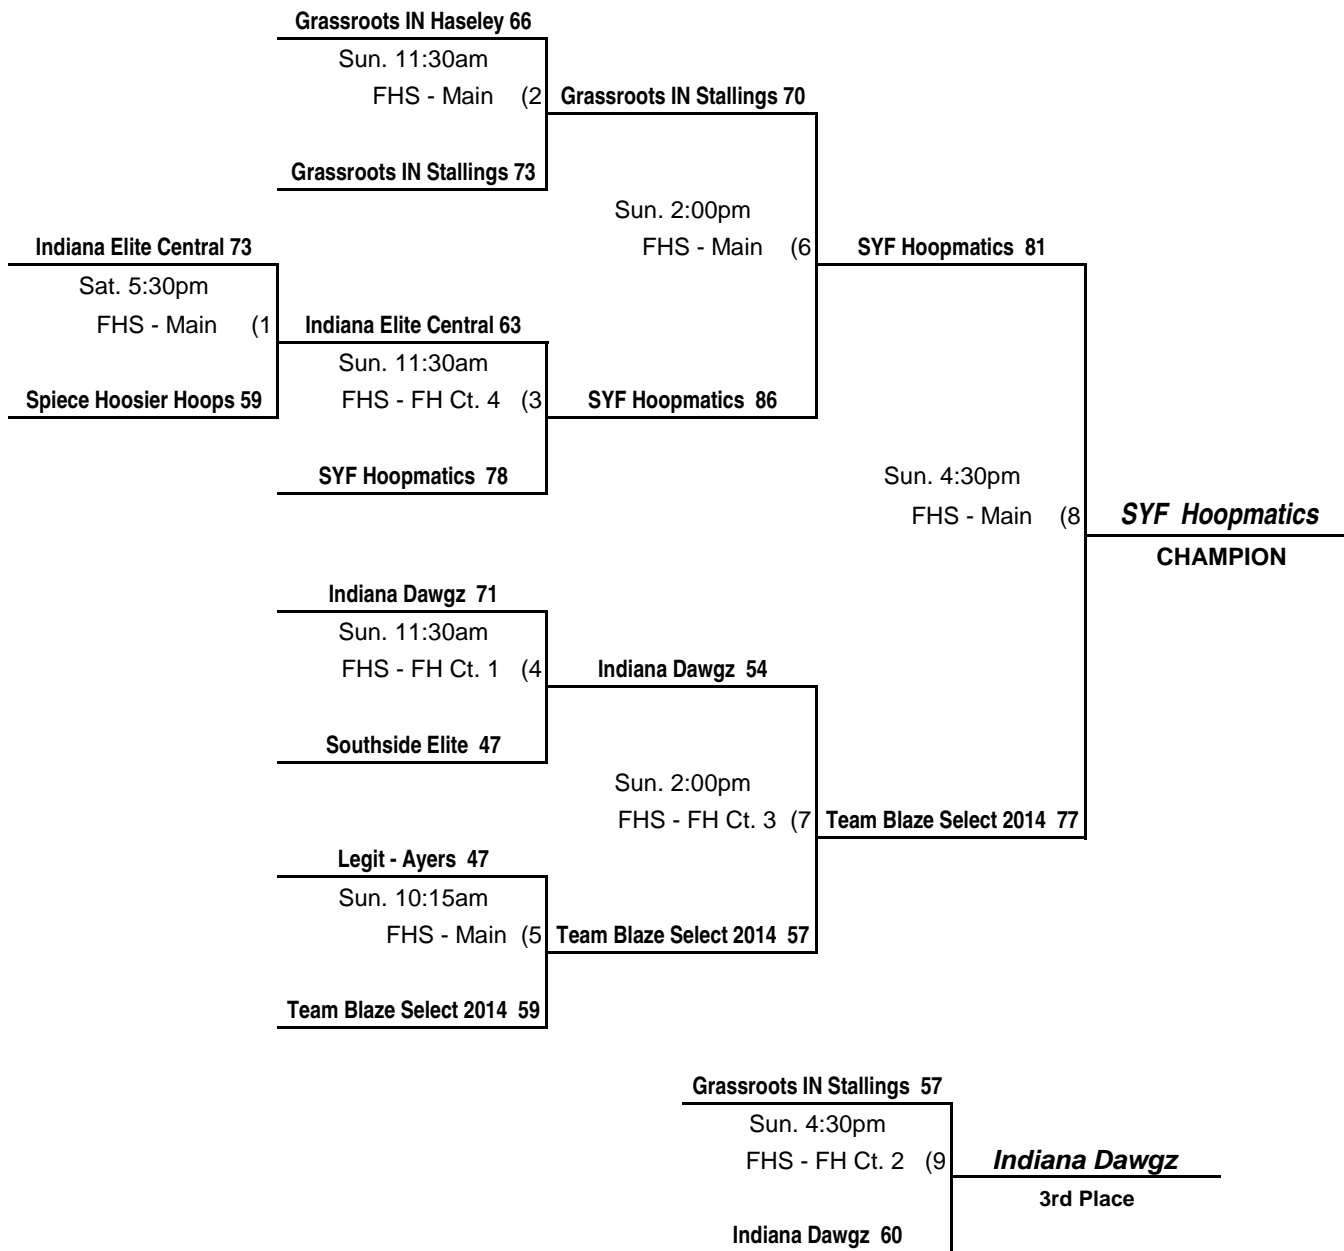 Grassroots IN Haseley 66
Sun. 11:30am
FHS - Main (2
Grassroots IN Stallings 70
Grassroots IN Stallings 73
Sun. 2:00pm
FHS - Main (6
Indiana Elite Central 73
SYF Hoopmatics 81
Sat. 5:30pm
FHS - Main (1
Indiana Elite Central 63
Sun. 11:30am
Spiece Hoosier Hoops 59
FHS - FH Ct. 4 (3
SYF Hoopmatics 86
SYF Hoopmatics 78
Sun. 4:30pm
FHS - Main (8
SYF Hoopmatics
CHAMPION
Indiana Dawgz 71
Sun. 11:30am
FHS - FH Ct. 1 (4
Indiana Dawgz 54
Southside Elite 47
Sun. 2:00pm
FHS - FH Ct. 3 (7
Team Blaze Select 2014 77
Legit - Ayers 47
Sun. 10:15am
FHS - Main (5
Team Blaze Select 2014 57
Team Blaze Select 2014 59
Grassroots IN Stallings 57
Sun. 4:30pm
FHS - FH Ct. 2 (9
Indiana Dawgz
3rd Place
Indiana Dawgz 60